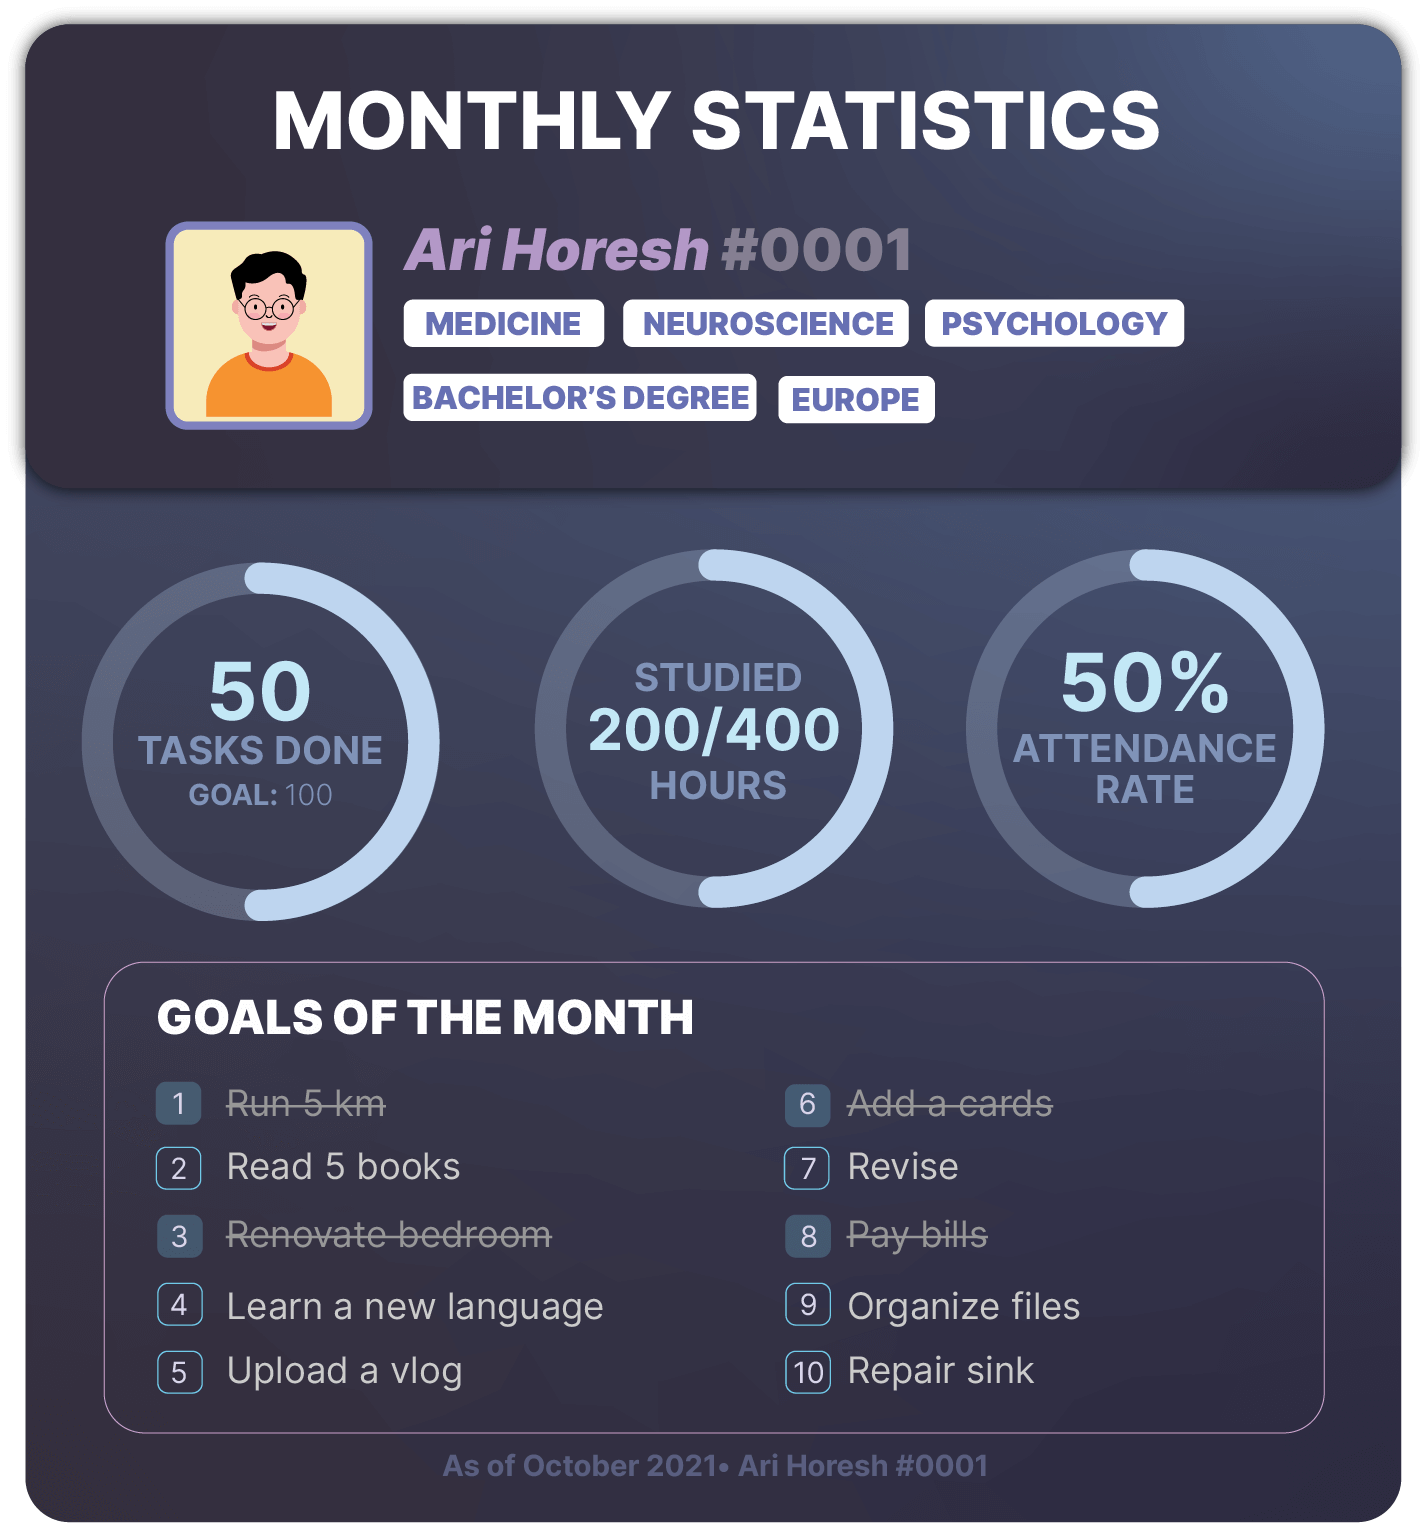 MONTHLY STATISTICS
Ari Horesh #0001
MEDICINE NEUROSCIENCE PSYCHOLOGY
BACHELOR'S DEGREE EUROPE
50
TASKS DONE
GOAL: 100
STUDIED
200/400
HOURS
50%
ATTENDANCE
RATE
GOALS OF THE MONTH
1 Run 5 km
2 Read 5 books
3 Renovate bedroom
4 Learn a new language
5 Upload a vlog
6 Add a cards
7 Revise
8 Pay bills
9 Organize files
10 Repair sink
As of October 2021• Ari Horesh #0001